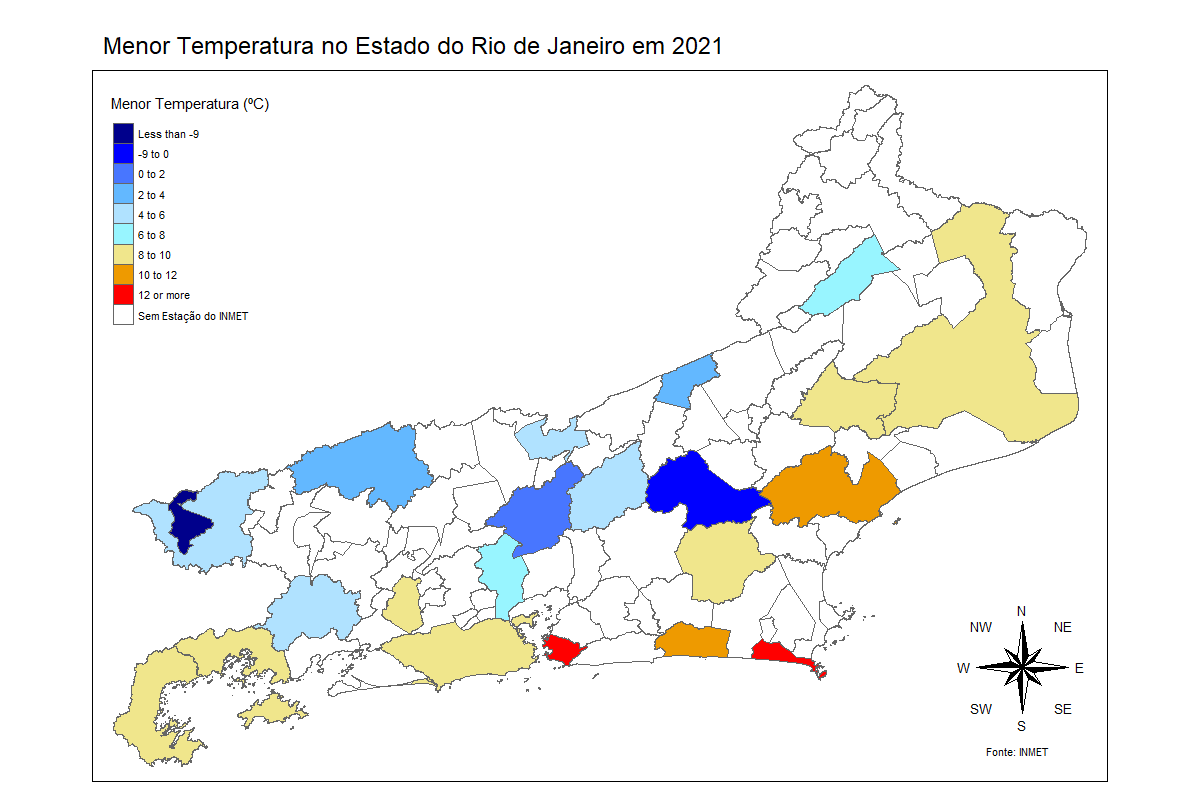 Menor Temperatura no Estado do Rio de Janeiro em 2021
Menor Temperatura (ºC)
Less than -9
-9 to 0
0 to 2
2 to 4
4 to 6
6 to 8
8 to 10
10 to 12
12 or more
Sem Estação do INMET
N
NW NE
W E
SW SE
S
Fonte: INMET